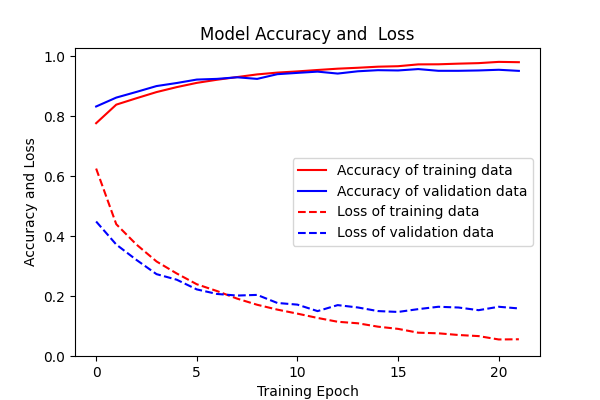 Model Accuracy and  Loss
Accuracy and Loss
1.0
0.8
0.6
0.4
0.2
0.0
Accuracy of training data
Accuracy of validation data
Loss of training data
Loss of validation data
0 5 10 15 20
Training Epoch